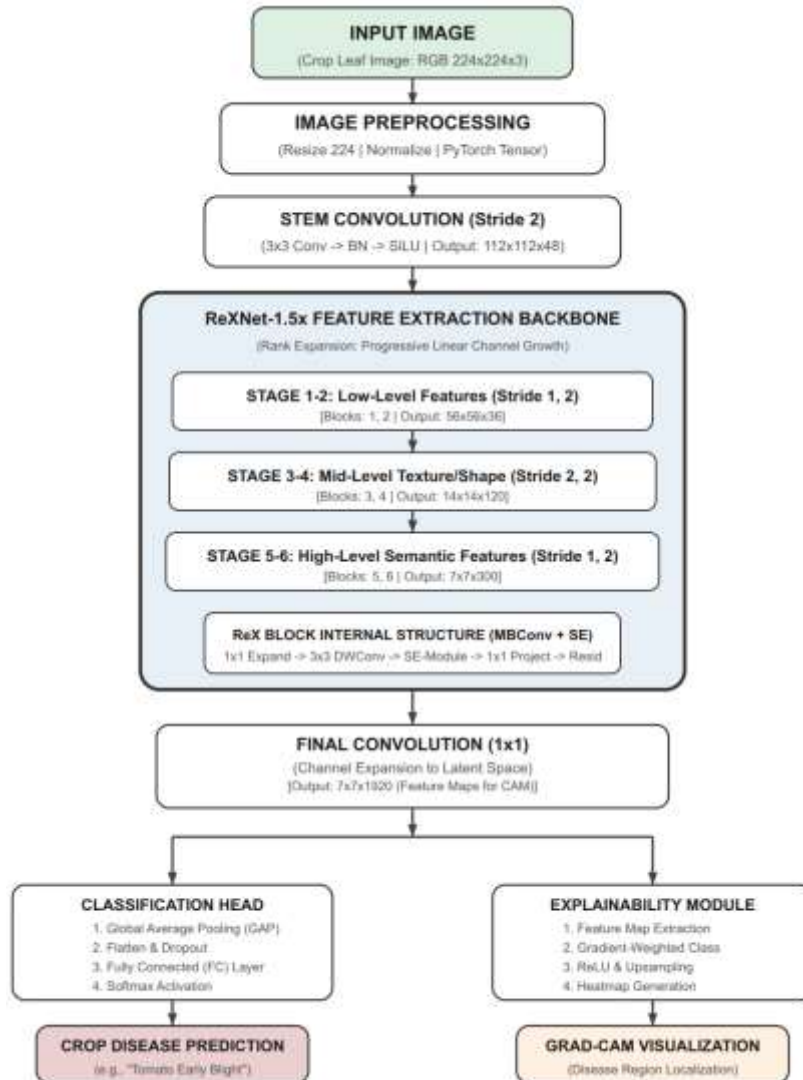 INPUT IMAGE
(Crop Leaf Image: RGB 224x224x3)
IMAGE PREPROCESSING
(Resize 224 | Normalize | PyTorch Tensor)
STEM CONVOLUTION (Stride 2)
(3x3 Conv -> BN -> SiLU | Output: 112x112x48)
ReXNet-1.5x FEATURE EXTRACTION BACKBONE
(Rank Expansion: Progressive Linear Channel Growth)
STAGE 1-2: Low-Level Features (Stride 1, 2)
[Blocks: 1, 2 | Output: 56x56x36]
STAGE 3-4: Mid-Level Texture/Shape (Stride 2, 2)
[Blocks: 3, 4 | Output: 14x14x120]
STAGE 5-6: High-Level Semantic Features (Stride 1, 2)
[Blocks: 5, 6 | Output: 7x7x300]
ReX BLOCK INTERNAL STRUCTURE (MBConv + SE)
1x1 Expand -> 3x3 DWConv -> SE-Module -> 1x1 Project -> Resid
FINAL CONVOLUTION (1x1)
(Channel Expansion to Latent Space)
[Output: 7x7x1920 (Feature Maps for CAM)]
CLASSIFICATION HEAD
1. Global Average Pooling (GAP)
2. Flatten & Dropout
3. Fully Connected (FC) Layer
4. Softmax Activation
EXPLAINABILITY MODULE
1. Feature Map Extraction
2. Gradient-Weighted Class
3. ReLU & Upsampling
4. Heatmap Generation
CROP DISEASE PREDICTION
(e.g., "Tomato Early Blight")
GRAD-CAM VISUALIZATION
(Disease Region Localization)